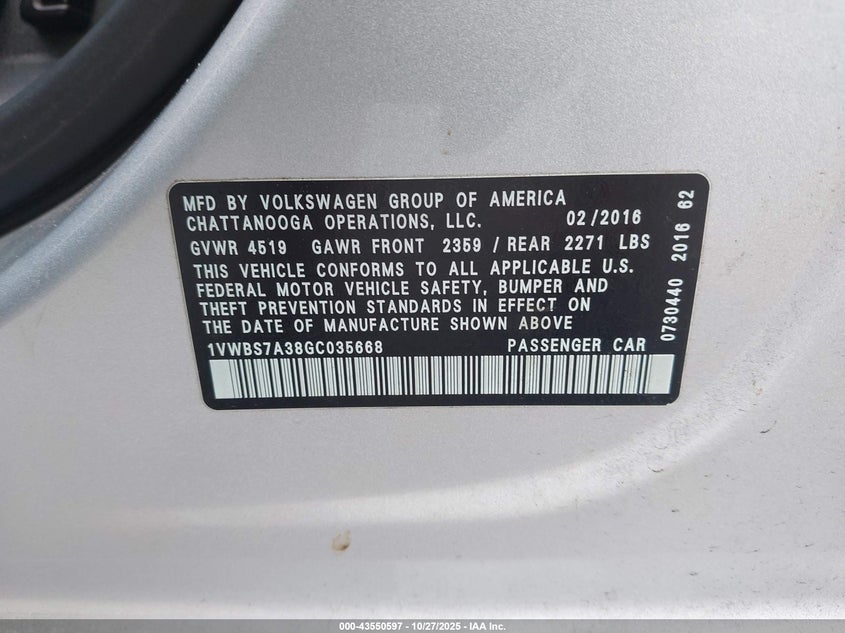 MFD BY VOLKSWAGEN GROUP OF AMERICA
CHATTANOOGA OPERATIONS, LLC. 02/2016
GVWR 4519 GAWR FRONT 2359 / REAR 2271 LBS
THIS VEHICLE CONFORMS TO ALL APPLICABLE U.S.
FEDERAL MOTOR VEHICLE SAFETY, BUMPER AND
THEFT PREVENTION STANDARDS IN EFFECT ON
THE DATE OF MANUFACTURE SHOWN ABOVE
1VWBS7A38GC035668 PASSENGER CAR
0730440 2016 62
000-43550597 - 10/27/2025 - IAA Inc.